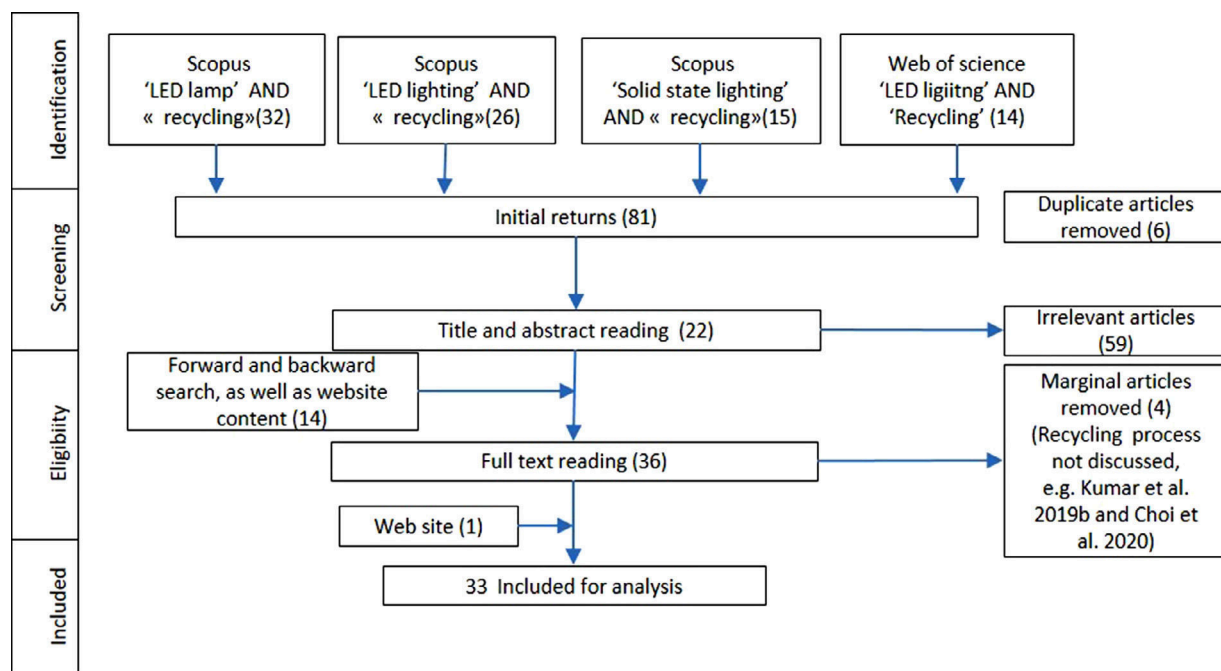 Identification
Scopus
‘LED lamp’ AND
« recycling»(32)
Scopus
‘LED lighting’ AND
« recycling»(26)
Scopus
‘Solid state lighting’
AND « recycling»(15)
Web of science
‘LED ligiitng’ AND
‘Recycling’ (14)
Screening
Initial returns (81)
Duplicate articles
removed (6)
Title and abstract reading (22)
Irrelevant articles
(59)
Eligibiity
Forward and backward
search, as well as website
content (14)
Marginal articles
removed (4)
(Recycling process
not discussed,
e.g. Kumar et al.
2019b and Choi et
al. 2020)
Full text reading (36)
Web site (1)
Included
33 Included for analysis